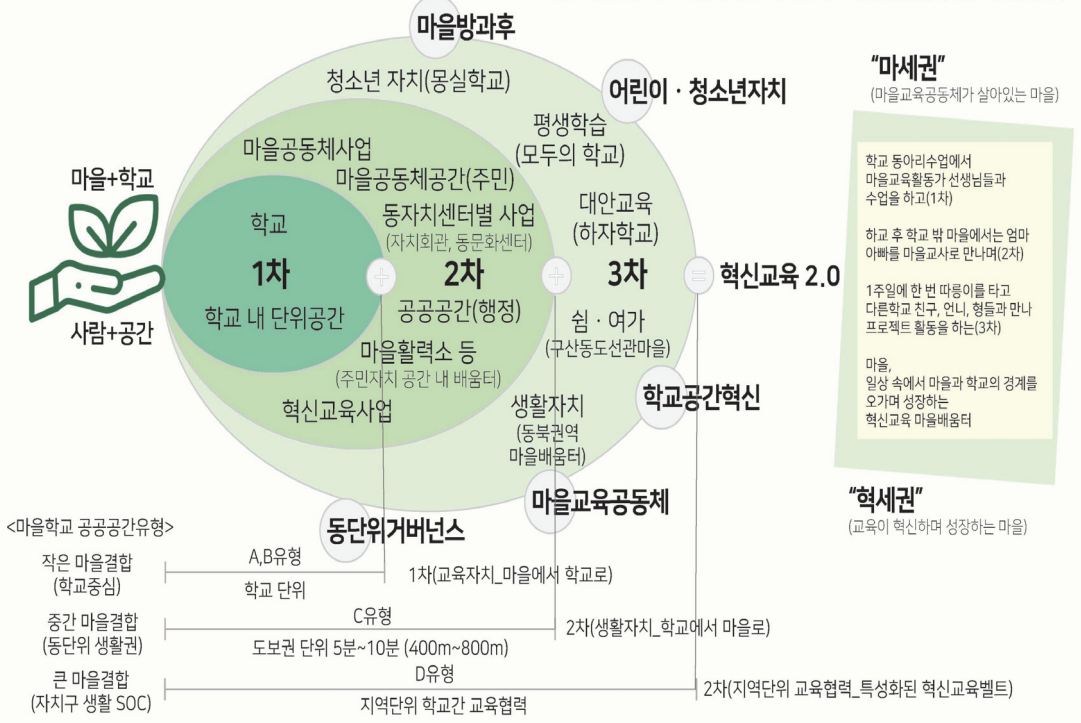 마을방과후
청소년 자치(몽실학교)
어린이 · 청소년자치
평생학습
(모두의 학교)
마을공동체사업
마을공동체공간(주민)
마을+학교
사람+공간
학교
1차
학교 내 단위공간
+
동자치센터별 사업
(자치회관, 동문화센터)
2차
공공공간(행정)
마을활력소 등
(주민자치 공간 내 배움터)
혁신교육사업
+
대안교육
(하자학교)
3차
쉼 · 여가
(구산동도선관마을)
생활자치
(동북권역
마을배움터)
=
혁신교육 2.0
학교공간혁신
마을교육공동체
동단위거버넌스
“마세권”
(마을교육공동체가 살아있는 마을)
학교 동아리수업에서
마을교육활동가 선생님들과
수업을 하고(1차)
하교 후 학교 밖 마을에서는 엄마
아빠를 마을교사로 만나며(2차)
1주일에 한 번 따릉이를 타고
다른학교 친구, 언니, 형들과 만나
프로젝트 활동을 하는(3차)
마을,
일상 속에서 마을과 학교의 경계를
오가며 성장하는
혁신교육 마을배움터
“혁세권”
(교육이 혁신하며 성장하는 마을)
<마을학교 공공공간유형>
작은 마을결합
(학교중심)
A,B유형
학교 단위
1차(교육자치_마을에서 학교로)
중간 마을결합
(동단위 생활권)
C유형
도보권 단위 5분~10분 (400m~800m)
2차(생활자치_학교에서 마을로)
큰 마을결합
(자치구 생활 SOC)
D유형
지역단위 학교간 교육협력
2차(지역단위 교육협력_특성화된 혁신교육벨트)